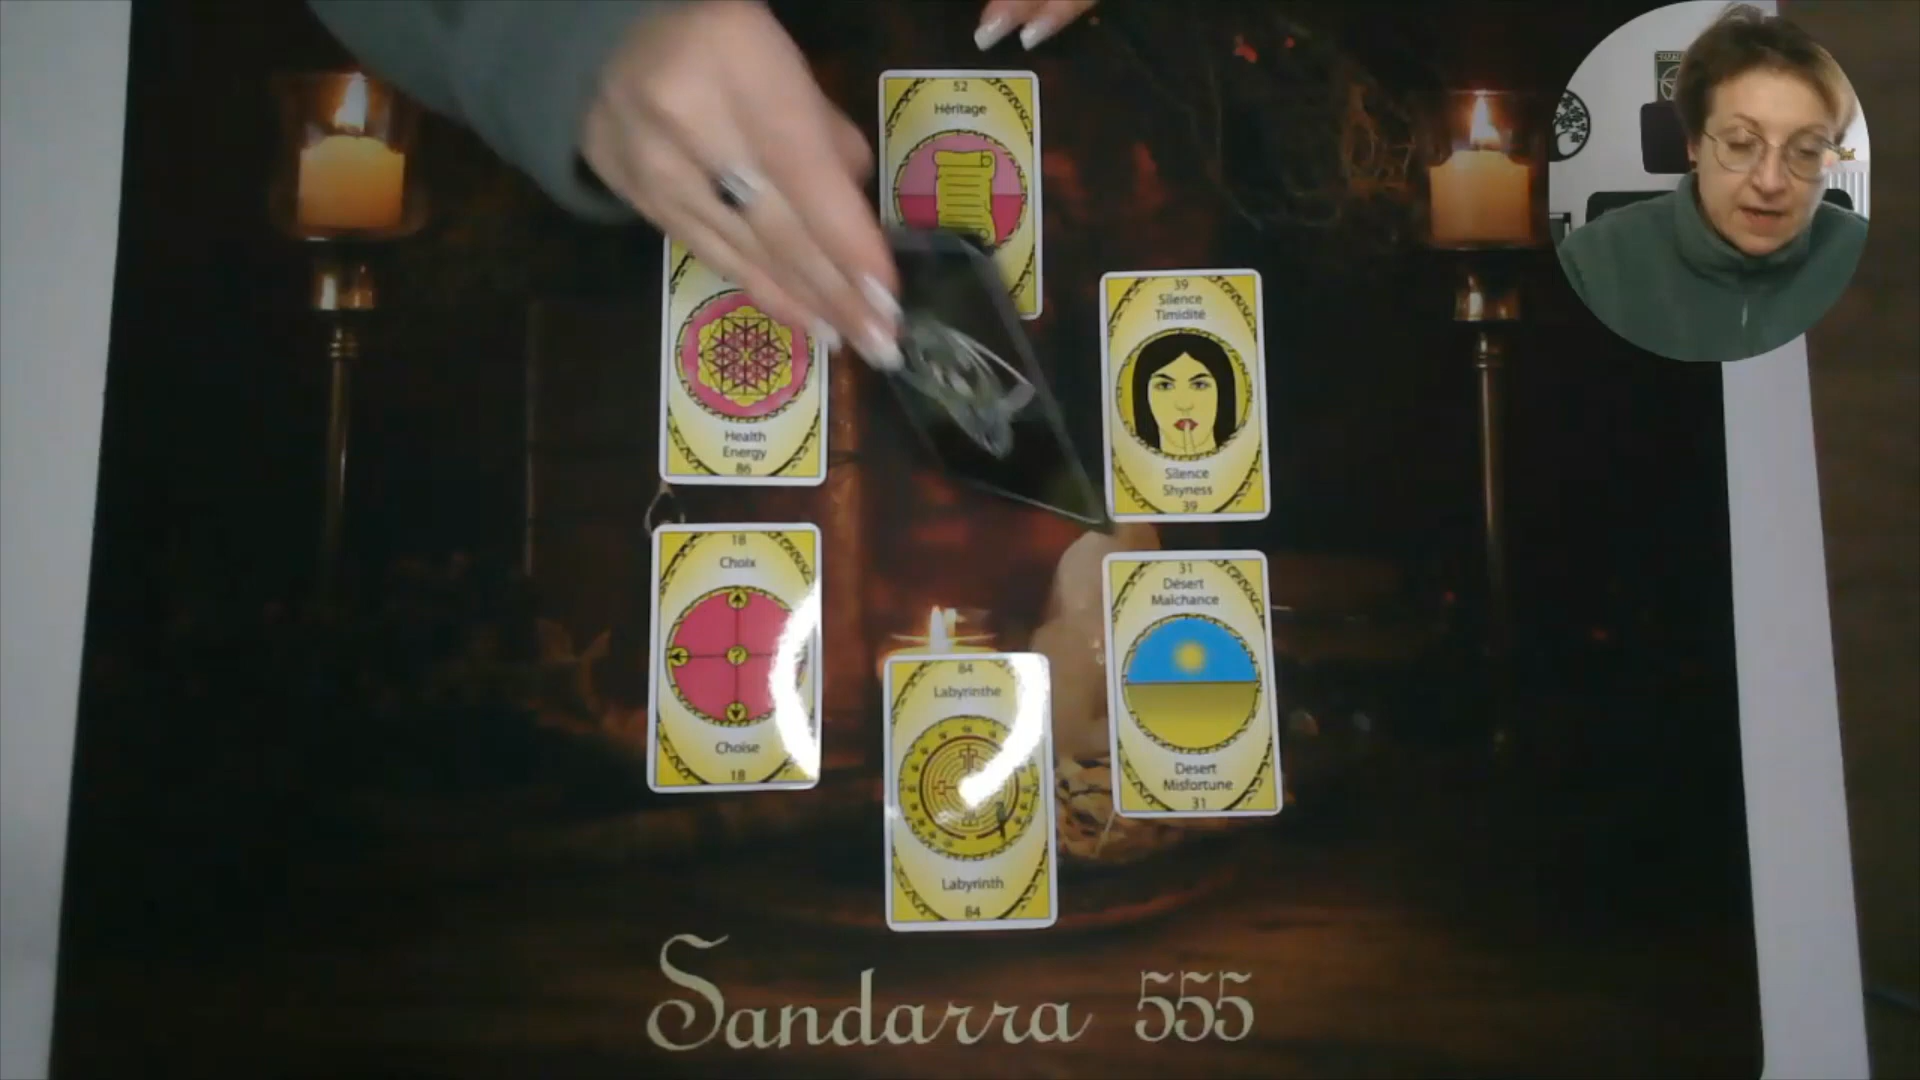 52
Héritage
Health
Energy
86
39
Silence
Timidité
Silence
Shyness
39
18
Choix
Choise
18
31
Désert
Malchance
Desert
Misfortune
31
84
Labyrinthe
Labyrinth
84
Sandarra 555